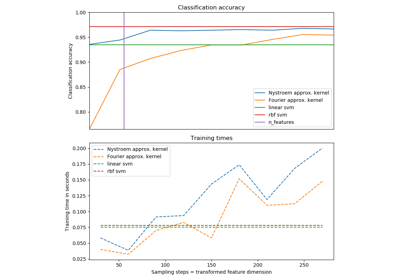 Classification accuracy
1.00
0.95
0.90
0.85
0.80
Classification accuracy
Nystroem approx. kernel
Fourier approx. kernel
linear svm
rbf svm
n_features
Training times
0.200
0.175
0.150
0.125
0.100
0.075
0.050
0.025
Training time in seconds
Nystroem approx. kernel
Fourier approx. kernel
linear svm
rbf svm
50 100 150 200 250
Sampling steps = transformed feature dimension